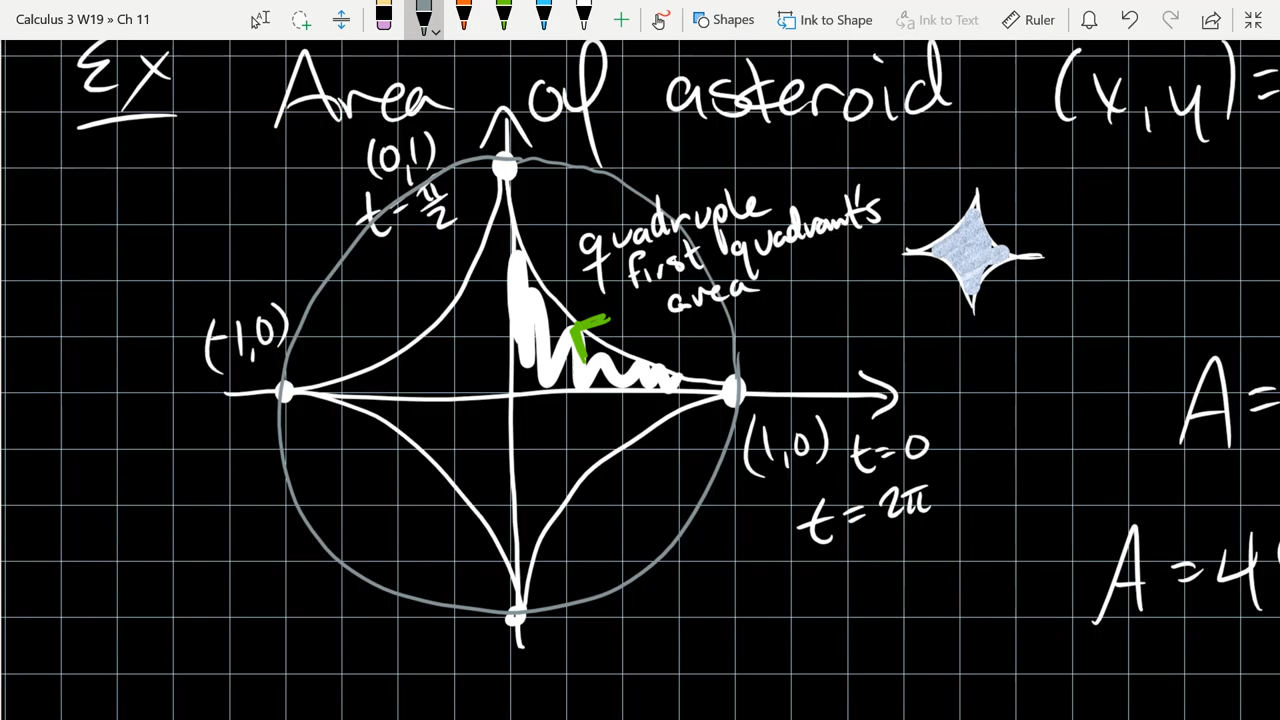 Calculus 3 W19 » Ch 11
Shapes
Ink to Shape
Ink to Text
Ruler
Ex Area of asteroid (x,y)=
(0,1)
t=π/2
quadruple
first quadrant's
area
(-1,0)
(1,0) t=0
t=2π
A=
A=4